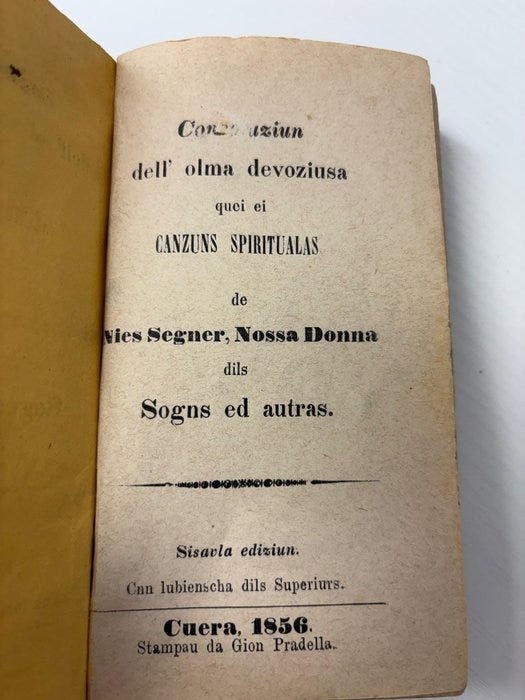 dell' olma devoziusa
quei ei
CANZUNS SPIRITUALAS
de
Nies Segner, Nossa Donna
dils
Sogns ed autras.
Sisavla ediziun.
Cnn lubienscha dils Superiurs.
Cuera, 1856.
Stampau da Gion Pradella.